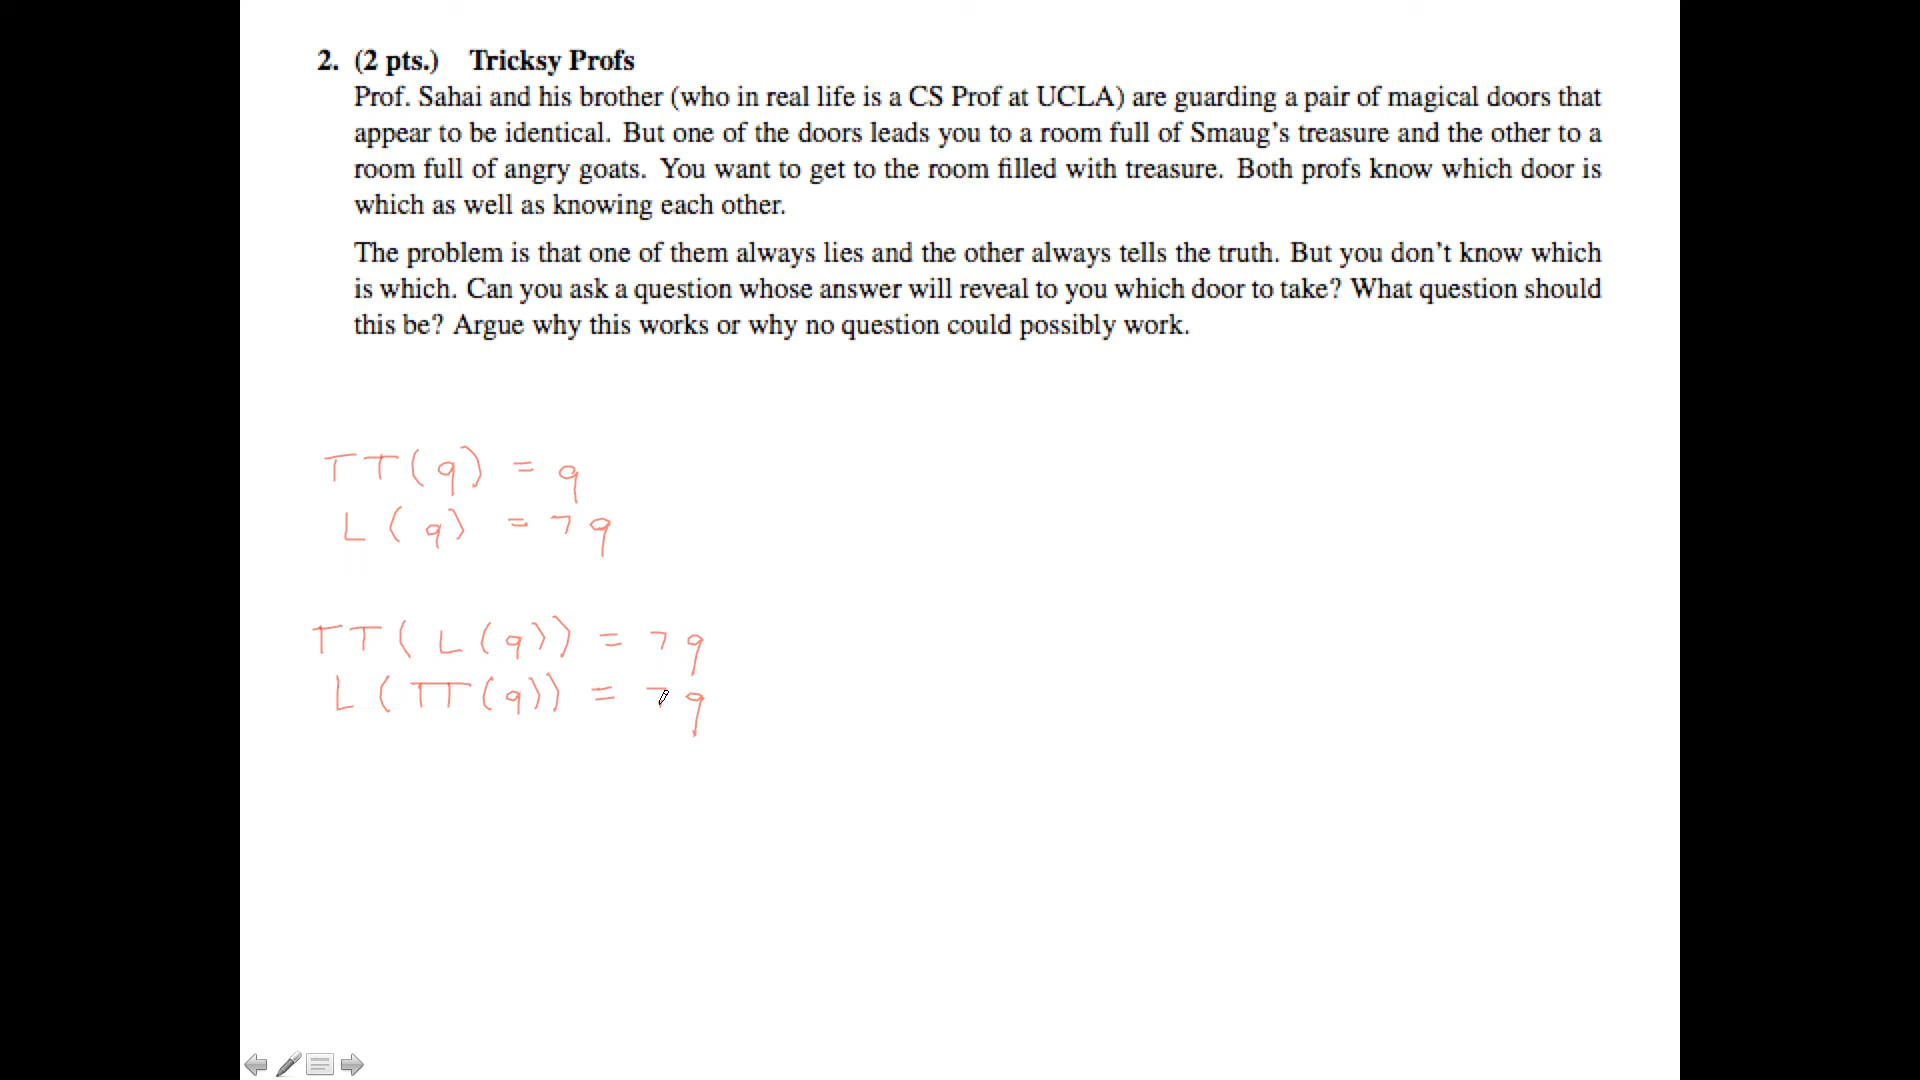 2. (2 pts.) Tricksy Profs
Prof. Sahai and his brother (who in real life is a CS Prof at UCLA) are guarding a pair of magical doors that
appear to be identical. But one of the doors leads you to a room full of Smaug's treasure and the other to a
room full of angry goats. You want to get to the room filled with treasure. Both profs know which door is
which as well as knowing each other.
The problem is that one of them always lies and the other always tells the truth. But you don't know which
is which. Can you ask a question whose answer will reveal to you which door to take? What question should
this be? Argue why this works or why no question could possibly work.
TT(q) = q
L(q) = ¬q
TT(L(q)) = ¬q
L(TT(q)) = ¬q